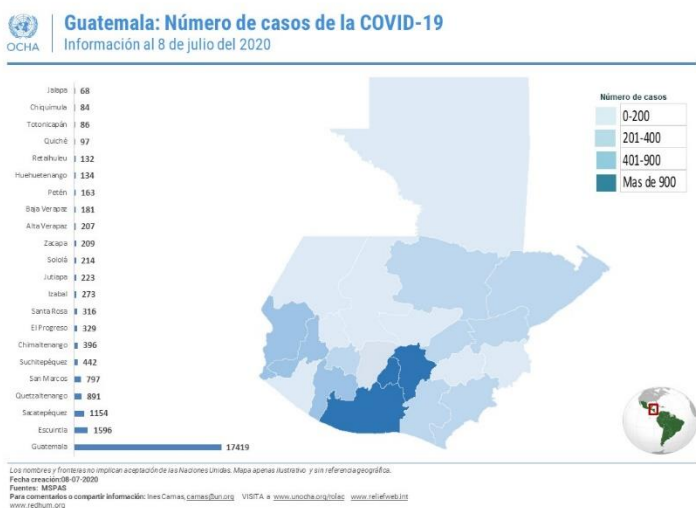 OCHA
Guatemala: Número de casos de la COVID-19
Información al 8 de julio del 2020
Jalapa 68
Chiquimula 84
Totonicapán 86
Quiché 97
Retalhuleu 132
Huehuetenango 134
Petén 163
Baja Verapaz 181
Alta Verapaz 207
Zacapa 209
Sololá 214
Jutiapa 223
Izabal 273
Santa Rosa 316
El Progreso 329
Chimaltenango 396
Suchitepéquez 442
San Marcos 797
Quetzaltenango 891
Sacatepéquez 1154
Escuintla 1596
Guatemala 17419
Número de casos
0-200
201-400
401-900
Mas de 900
Los nombres y fronteras no implican aceptación de las Naciones Unidas. Mapa apenas ilustrativo y sin referencia geográfica.
Fecha creación:08-07-2020
Fuentes: MSPAS
Para comentarios o compartir información: Ines Camas, camas@un.org VISITA a www.unocha.org/rolac www.reliefweb.int
www.redhum.org